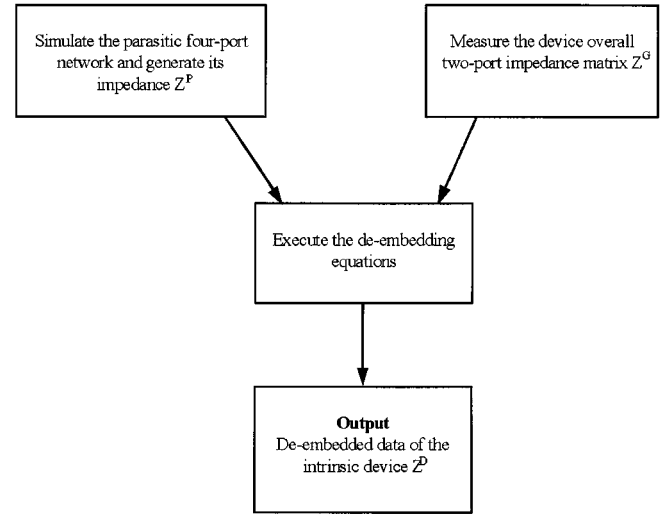 Simulate the parasitic four-port
network and generate its
impedance Z^P
Measure the device overall
two-port impedance matrix Z^G
Execute the de-embedding
equations
Output
De-embedded data of the
intrinsic device Z^D